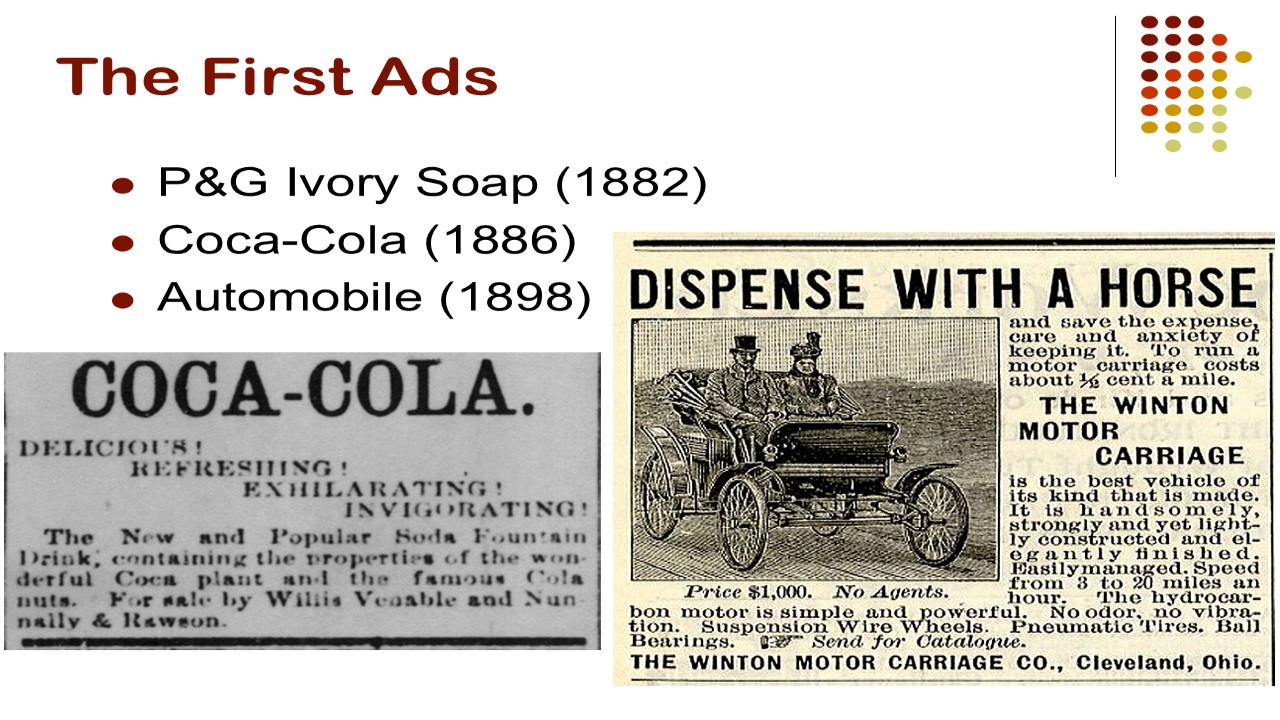 The First Ads
P&G Ivory Soap (1882)
Coca-Cola (1886)
Automobile (1898)
COCA-COLA.
DELICIOUS!
REFRESHING!
EXHILARATING!
INVIGORATING!
The New and Popular Soda Fountain
Drink, containing the properties of the won-
derful Coca plant and the famous Cola
nuts. For sale by Willis Venable and Nun-
nally & Rawson.
DISPENSE WITH A HORSE
and save the expense,
care and anxiety of
keeping it. To run a
motor carriage costs
about ½ cent a mile.
THE WINTON
MOTOR
CARRIAGE
is the best vehicle of
its kind that is made.
It is handsomely,
strongly and yet light-
ly constructed and el-
egantly finished.
Easily managed. Speed
from 3 to 20 miles an
hour. The hydrocar-
Price $1,000. No Agents.
bon motor is simple and powerful. No odor, no vibra-
tion. Suspension Wire Wheels. Pneumatic Tires. Ball
Bearings. ☞ Send for Catalogue.
THE WINTON MOTOR CARRIAGE CO., Cleveland, Ohio.